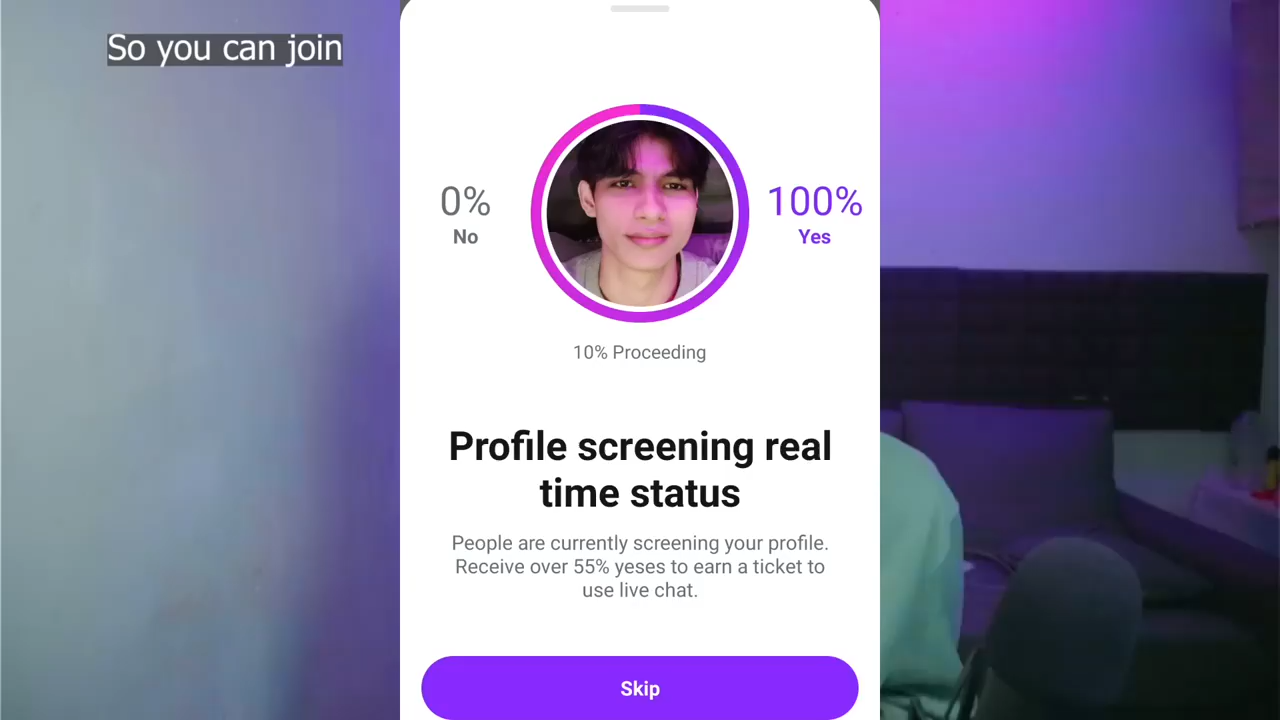 So you can join
0%
No
100%
Yes
10% Proceeding
Profile screening real
time status
People are currently screening your profile.
Receive over 55% yeses to earn a ticket to
use live chat.
Skip